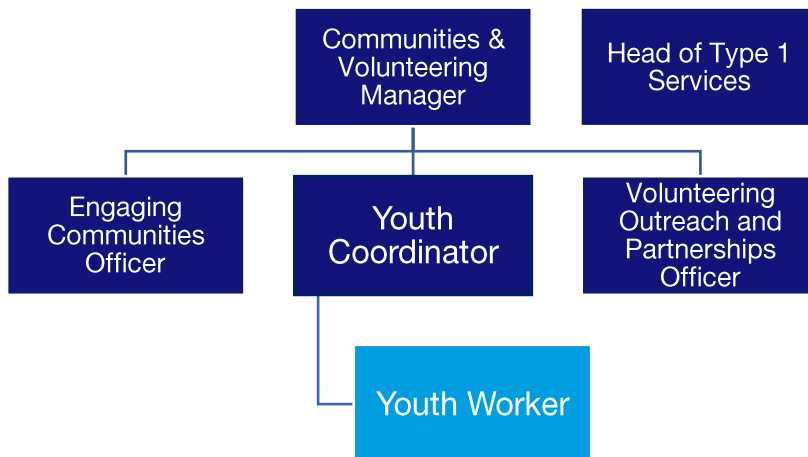 Communities &
Volunteering
Manager
Head of Type 1
Services
Engaging
Communities
Officer
Youth
Coordinator
Volunteering
Outreach and
Partnerships
Officer
Youth Worker